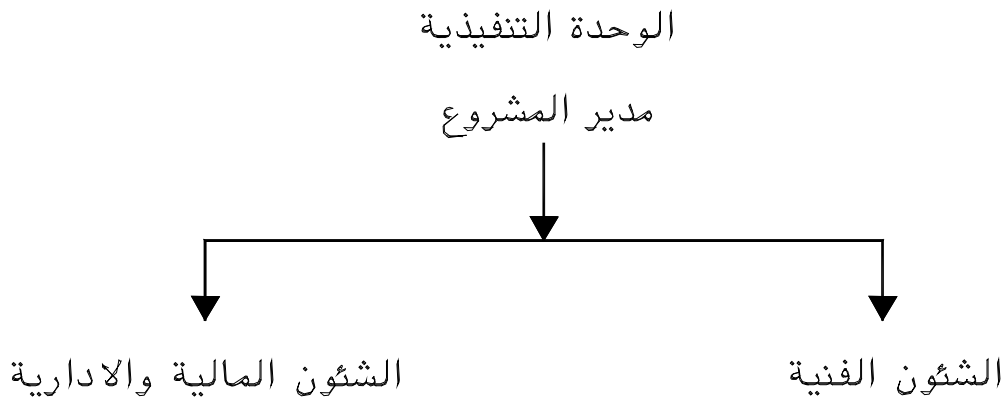 الوحدة التنفيذية
مدير المشروع
الشئون الفنية
الشئون المالية والادارية